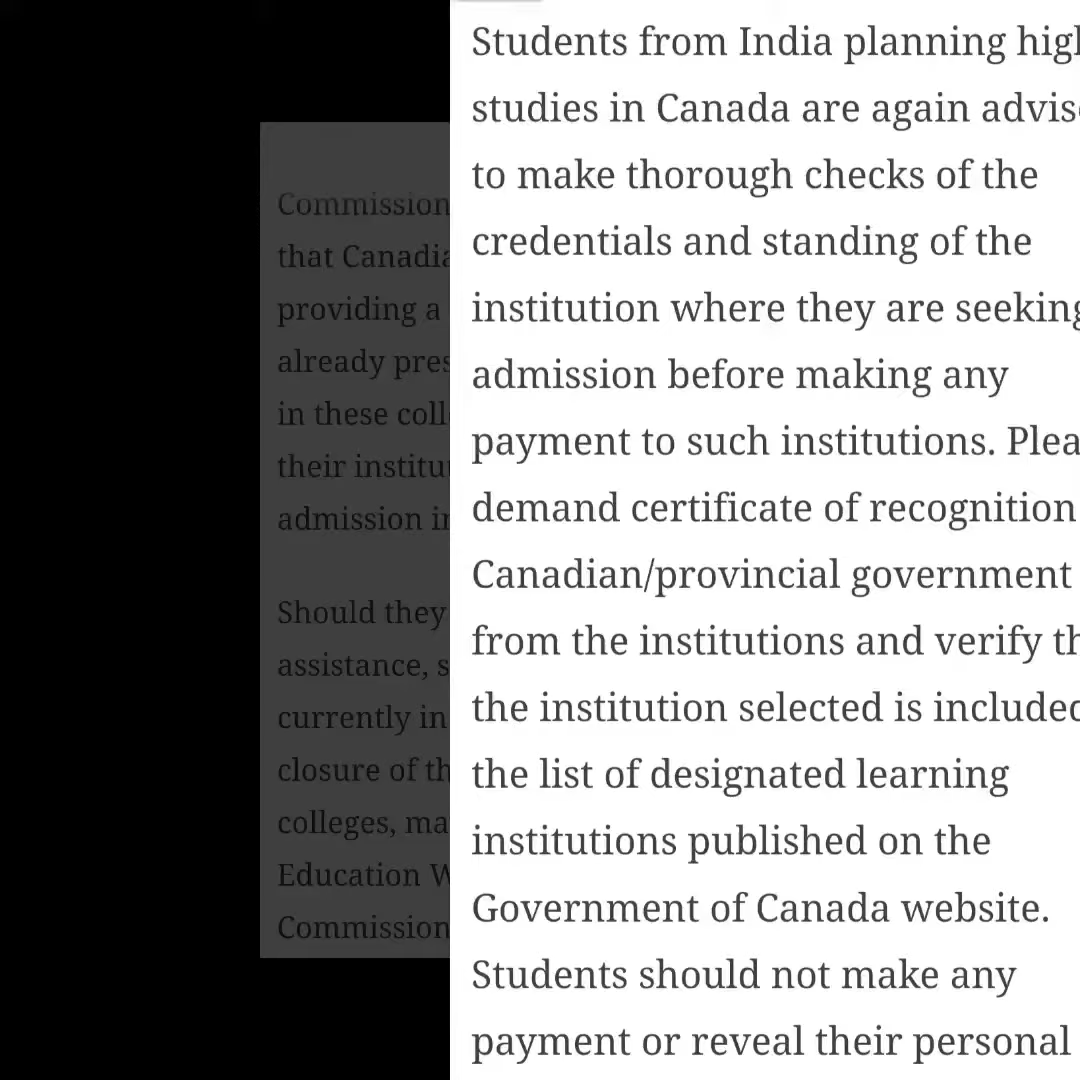 Commission
that Canadia
providing a
already pres
in these coll
their institu
admission in
Should they
assistance, s
currently in
closure of th
colleges, ma
Education W
Commission
Students from India planning high
studies in Canada are again advise
to make thorough checks of the
credentials and standing of the
institution where they are seeking
admission before making any
payment to such institutions. Plea
demand certificate of recognition
Canadian/provincial government
from the institutions and verify th
the institution selected is included
the list of designated learning
institutions published on the
Government of Canada website.
Students should not make any
payment or reveal their personal